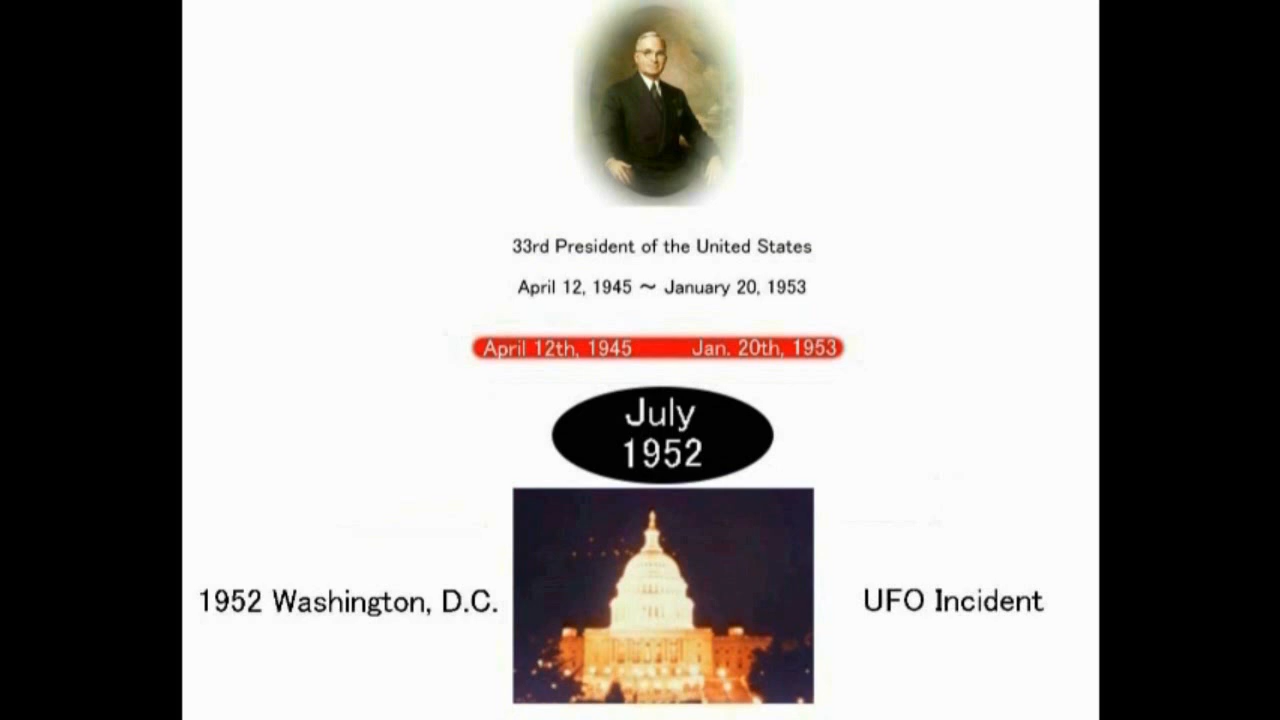 33rd President of the United States
April 12, 1945 ~ January 20, 1953
April 12th, 1945 Jan. 20th, 1953
July
1952
1952 Washington, D.C. UFO Incident